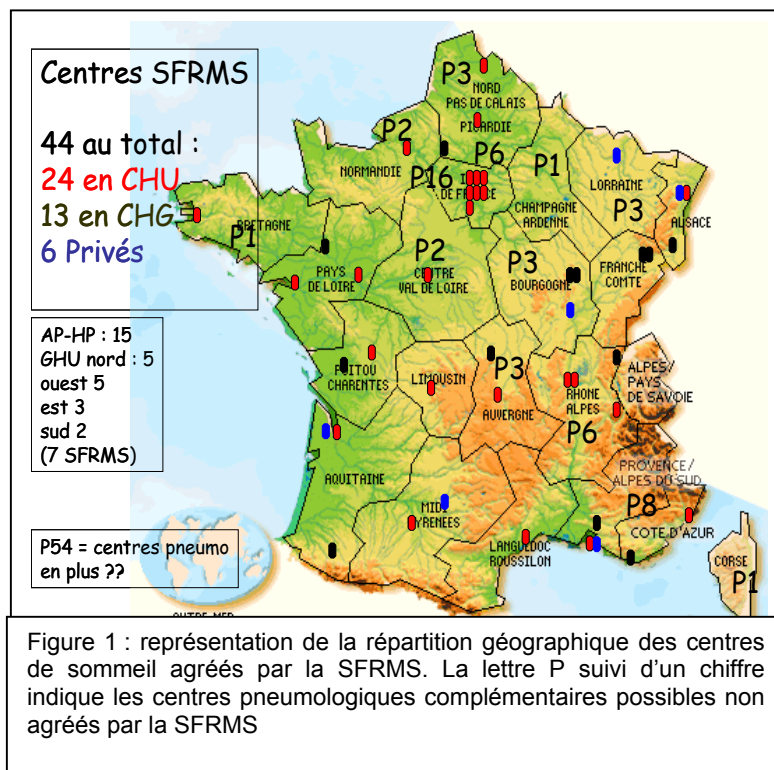 Centres SFRMS
44 au total :
24 en CHU
13 en CHG
6 Privés
AP-HP : 15
GHU nord : 5
ouest 5
est 3
sud 2
(7 SFRMS)
P54 = centres pneumo
en plus ??
P3
NORD
PAS DE CALAIS
PICARDIE
P2
NORMANDIE
P16
P6
DE
P1
CHAMPAGNE
ARDENNE
LORRAINE
P3
ALSACE
BRETAGNE
P1
PAYS
DE LOIRE
P2
CENTRE
VAL DE LOIRE
P3
BOURGOGNE
FRANCHE
COMTE
POITOU
CHARENTES
LIMOUSIN
P3
AUVERGNE
RHONE
ALPES
P6
ALPES/
PAYS
DE SAVOIE
AQUITAINE
MIDI
PYRENEES
LANGUEDOC
ROUSSILON
PROVENCE/
ALPES DU SUD
P8
COTE D'AZUR
CORSE
P1
Figure 1 : représentation de la répartition géographique des centres
de sommeil agréés par la SFRMS. La lettre P suivi d'un chiffre
indique les centres pneumologiques complémentaires possibles non
agréés par la SFRMS